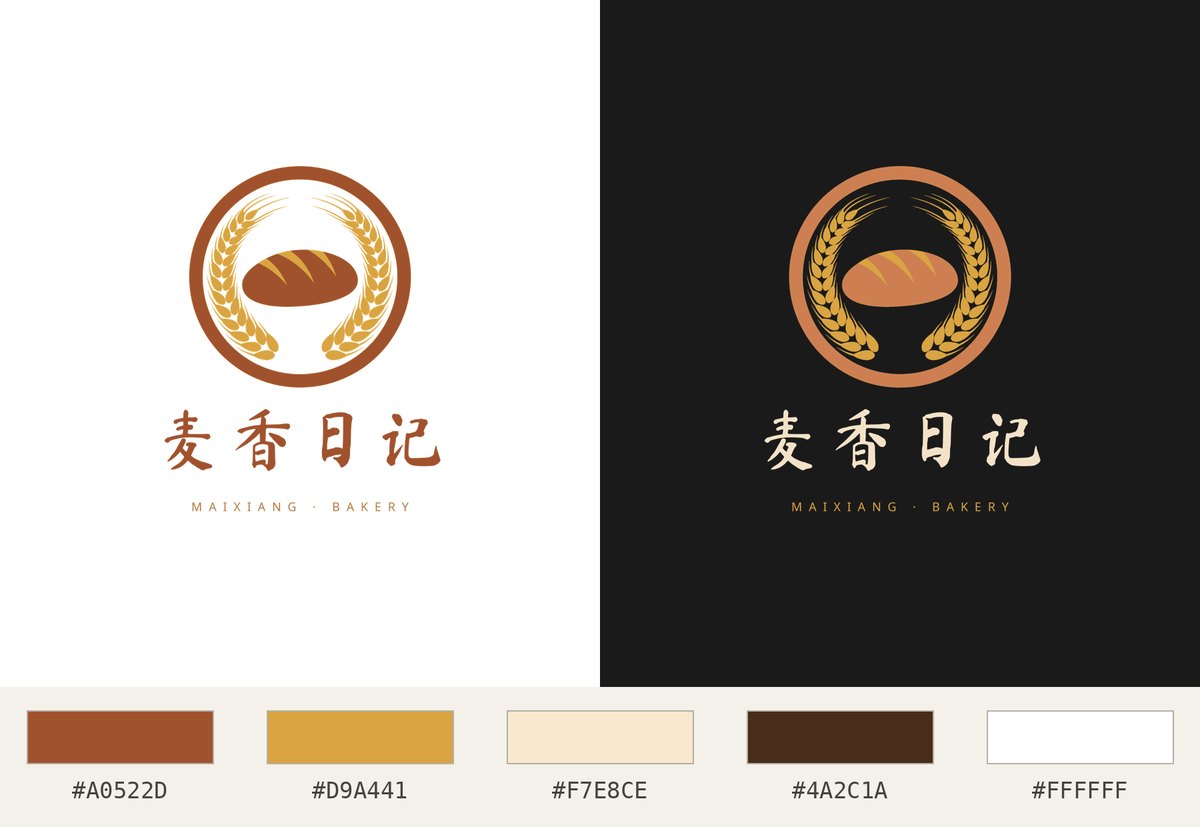 麦香日记
MAIXIANG · BAKERY
麦香日记
MAIXIANG · BAKERY
#A0522D #D9A441 #F7E8CE #4A2C1A #FFFFFF